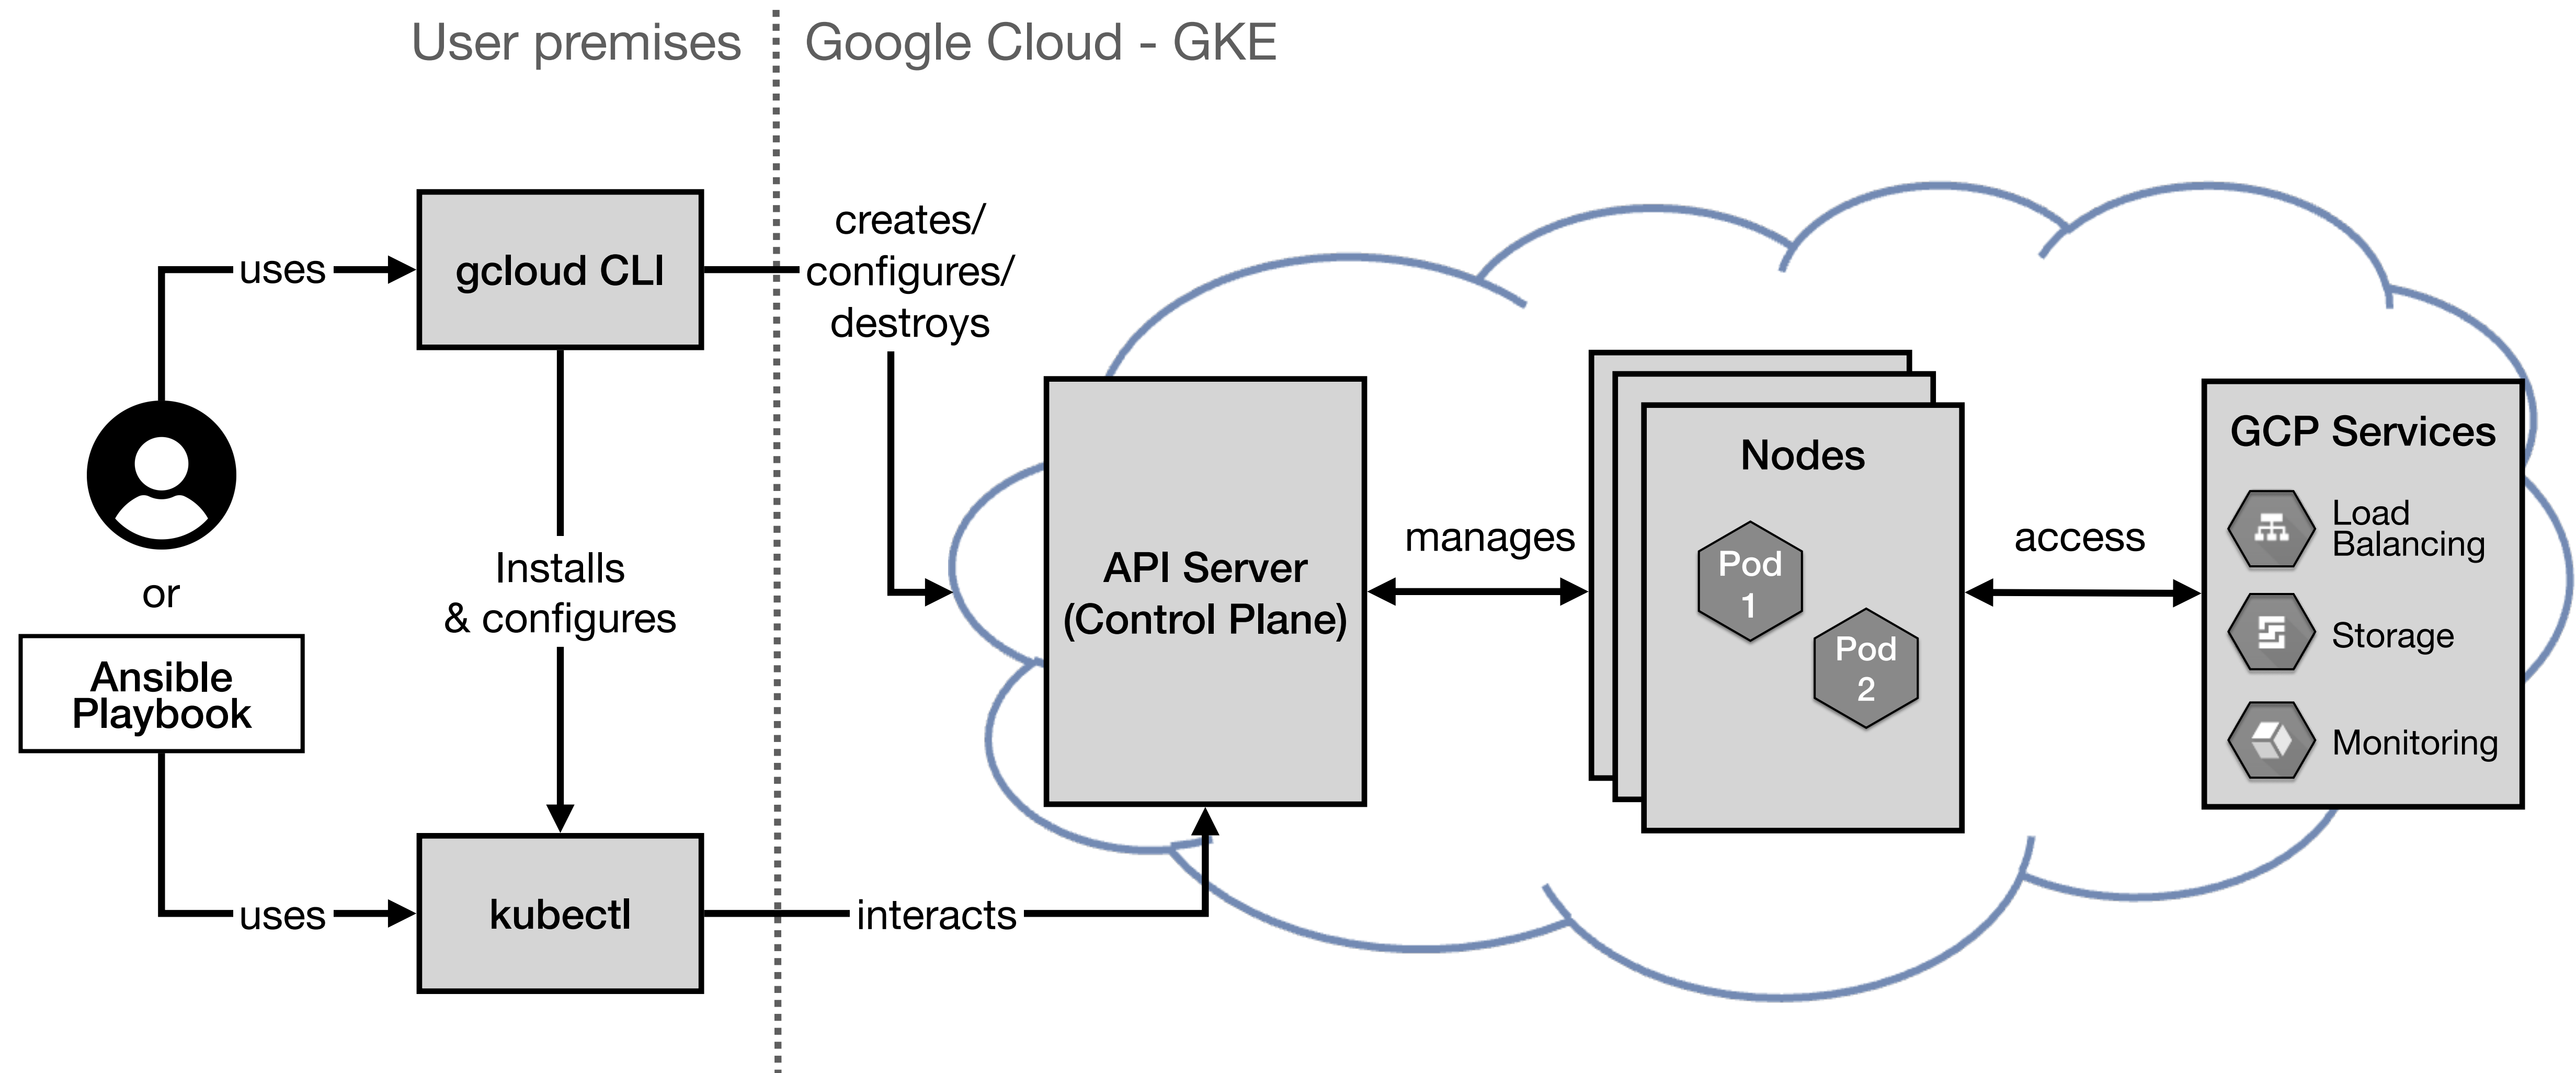 User premises
Google Cloud - GKE
creates/
configures/
destroys
uses
gcloud CLI
Installs
& configures
or
Ansible
Playbook
uses
kubectl
interacts
API Server
(Control Plane)
manages
Nodes
Pod
1
Pod
2
access
GCP Services
Load
Balancing
Storage
Monitoring